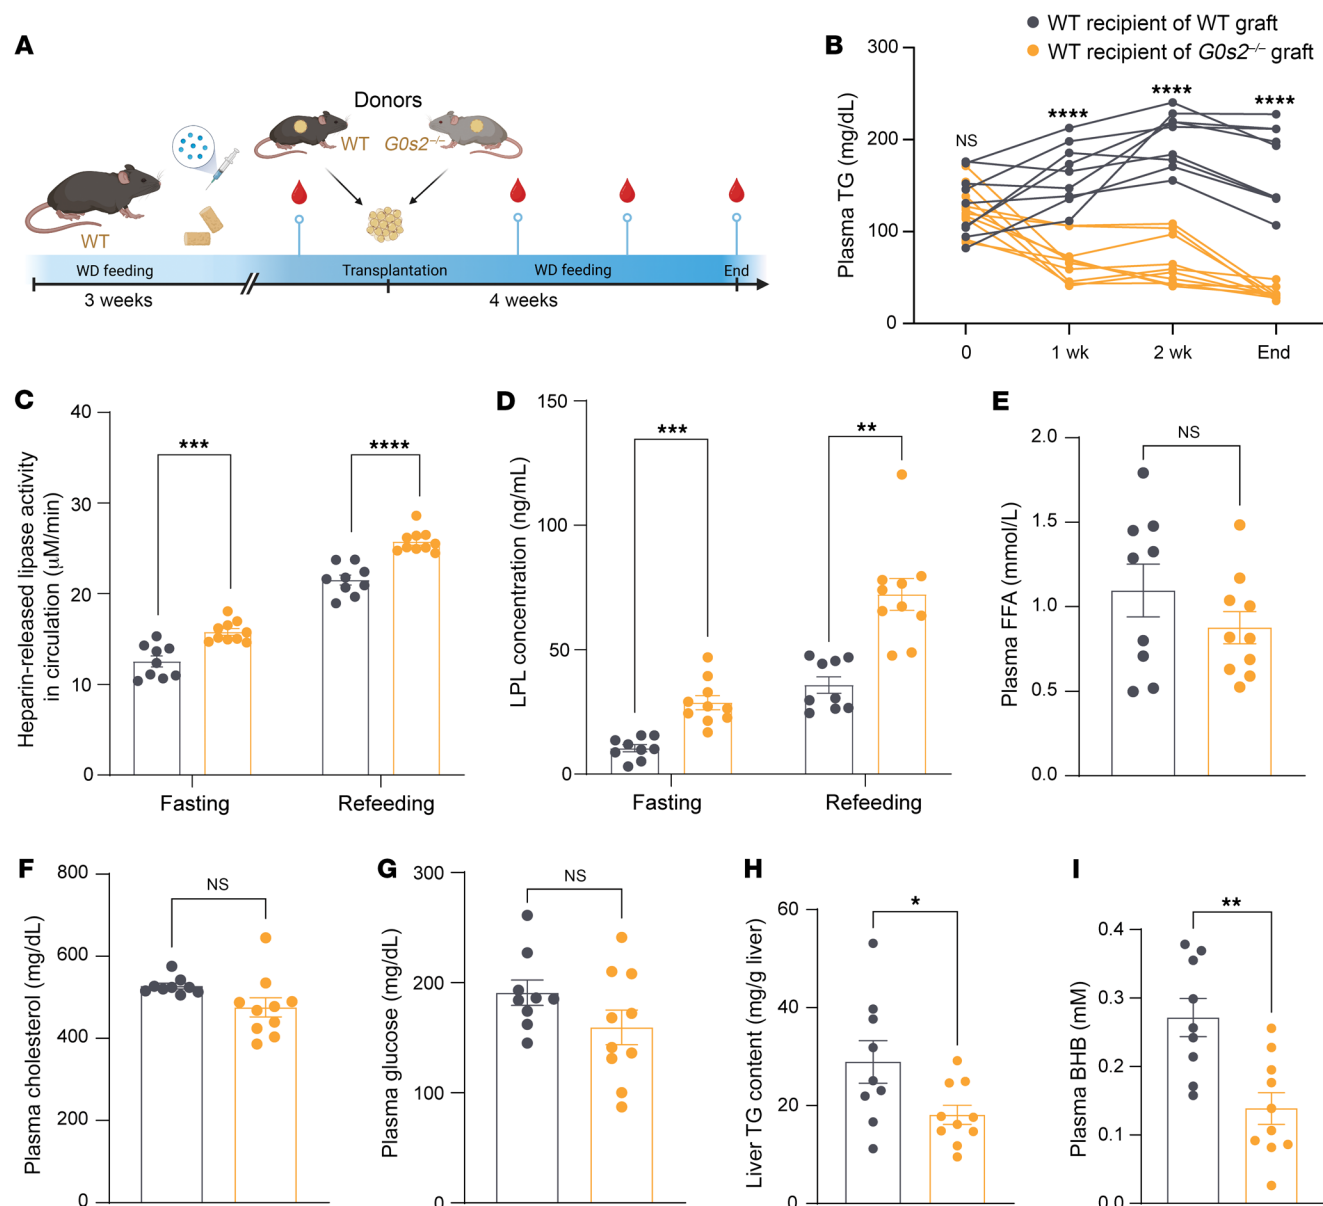 A
Donors
WT
G0s2–/–
WT
WD feeding
Transplantation
WD feeding
End
3 weeks
4 weeks
WT recipient of WT graft
WT recipient of G0s2–/– graft
B
Plasma TG (mg/dL)
300
200
100
0
NS
****
****
****
0
1 wk
2 wk
End
C
Heparin-released lipase activity
in circulation (μM/min)
40
30
20
10
0
***
****
Fasting
Refeeding
D
LPL concentration (ng/mL)
150
100
50
0
***
**
Fasting
Refeeding
E
Plasma FFA (mmol/L)
2.0
1.5
1.0
0.5
0.0
NS
F
Plasma cholesterol (mg/dL)
800
600
400
200
0
NS
G
Plasma glucose (mg/dL)
300
200
100
0
NS
H
Liver TG content (mg/g liver)
60
40
20
0
*
I
Plasma BHB (mM)
0.4
0.3
0.2
0.1
0.0
**